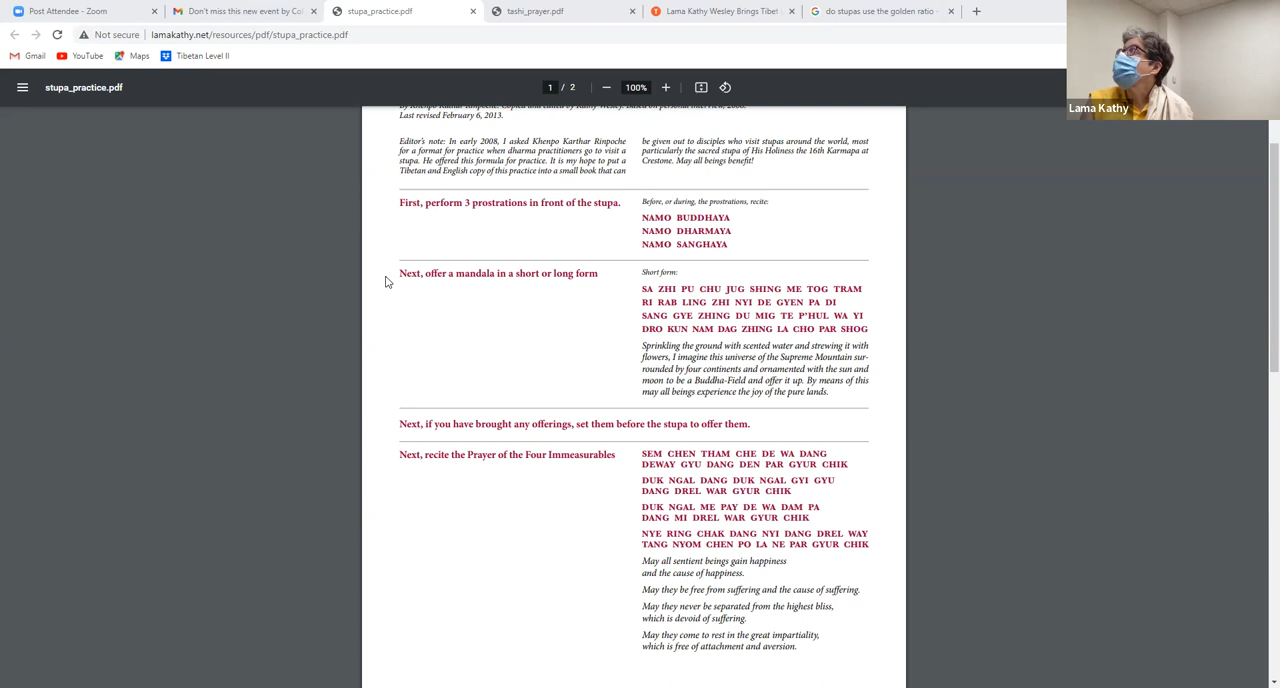 Post Attendee - Zoom
Don't miss this new event by Co
stupa_practice.pdf
tashi_prayer.pdf
Lama Kathy Wesley Brings Tibet
do stupas use the golden ratio -
Not secure
lamakathy.net/resources/pdf/stupa_practice.pdf
Gmail
YouTube
Maps
Tibetan Level II
stupa_practice.pdf
1 / 2
100%
Lama Kathy
By Khenpo Karthar Rinpoche. Copied and edited by Kathy Wesley. Based on personal interview, 2008.
Last revised February 6, 2013.
Editor's note: In early 2008, I asked Khenpo Karthar Rinpoche
for a format for practice when dharma practitioners go to visit a
stupa. He offered this formula for practice. It is my hope to put a
Tibetan and English copy of this practice into a small book that can
be given out to disciples who visit stupas around the world, most
particularly the sacred stupa of His Holiness the 16th Karmapa at
Crestone. May all beings benefit!
First, perform 3 prostrations in front of the stupa.
Before, or during, the prostrations, recite:
NAMO BUDDHAYA
NAMO DHARMAYA
NAMO SANGHAYA
Next, offer a mandala in a short or long form
Short form:
SA ZHI PU CHU JUG SHING ME TOG TRAM
RI RAB LING ZHI NYI DE GYEN PA DI
SANG GYE ZHING DU MIG TE P'HUL WA YI
DRO KUN NAM DAG ZHING LA CHO PAR SHOG
Sprinkling the ground with scented water and strewing it with
flowers, I imagine this universe of the Supreme Mountain sur-
rounded by four continents and ornamented with the sun and
moon to be a Buddha-Field and offer it up. By means of this
may all beings experience the joy of the pure lands.
Next, if you have brought any offerings, set them before the stupa to offer them.
Next, recite the Prayer of the Four Immeasurables
SEM CHEN THAM CHE DE WA DANG
DEWAY GYU DANG DEN PAR GYUR CHIK
DUK NGAL DANG DUK NGAL GYI GYU
DANG DREL WAR GYUR CHIK
DUK NGAL ME PAY DE WA DAM PA
DANG MI DREL WAR GYUR CHIK
NYE RING CHAK DANG NYI DANG DREL WAY
TANG NYOM CHEN PO LA NE PAR GYUR CHIK
May all sentient beings gain happiness
and the cause of happiness.
May they be free from suffering and the cause of suffering.
May they never be separated from the highest bliss,
which is devoid of suffering.
May they come to rest in the great impartiality,
which is free of attachment and aversion.